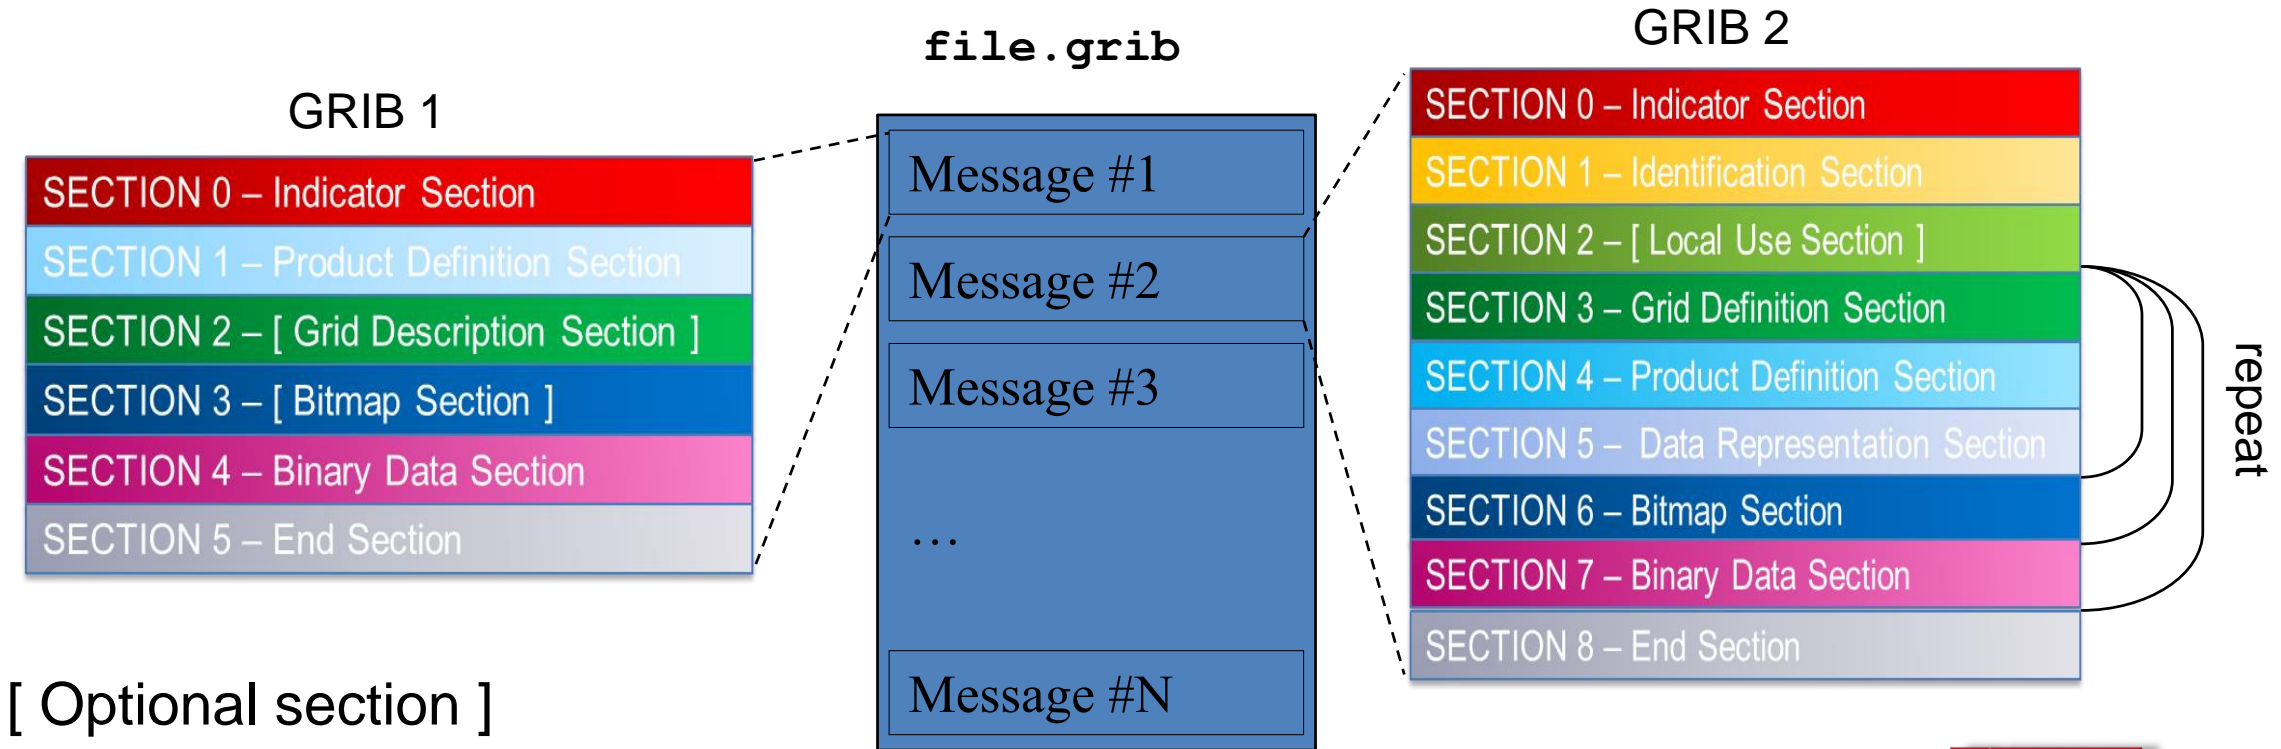 GRIB 1
SECTION 0 – Indicator Section
SECTION 1 – Product Definition Section
SECTION 2 – [ Grid Description Section ]
SECTION 3 – [ Bitmap Section ]
SECTION 4 – Binary Data Section
SECTION 5 – End Section
[ Optional section ]
file.grib
Message #1
Message #2
Message #3
...
Message #N
GRIB 2
SECTION 0 – Indicator Section
SECTION 1 – Identification Section
SECTION 2 – [ Local Use Section ]
SECTION 3 – Grid Definition Section
SECTION 4 – Product Definition Section
SECTION 5 – Data Representation Section
SECTION 6 – Bitmap Section
SECTION 7 – Binary Data Section
SECTION 8 – End Section
repeat